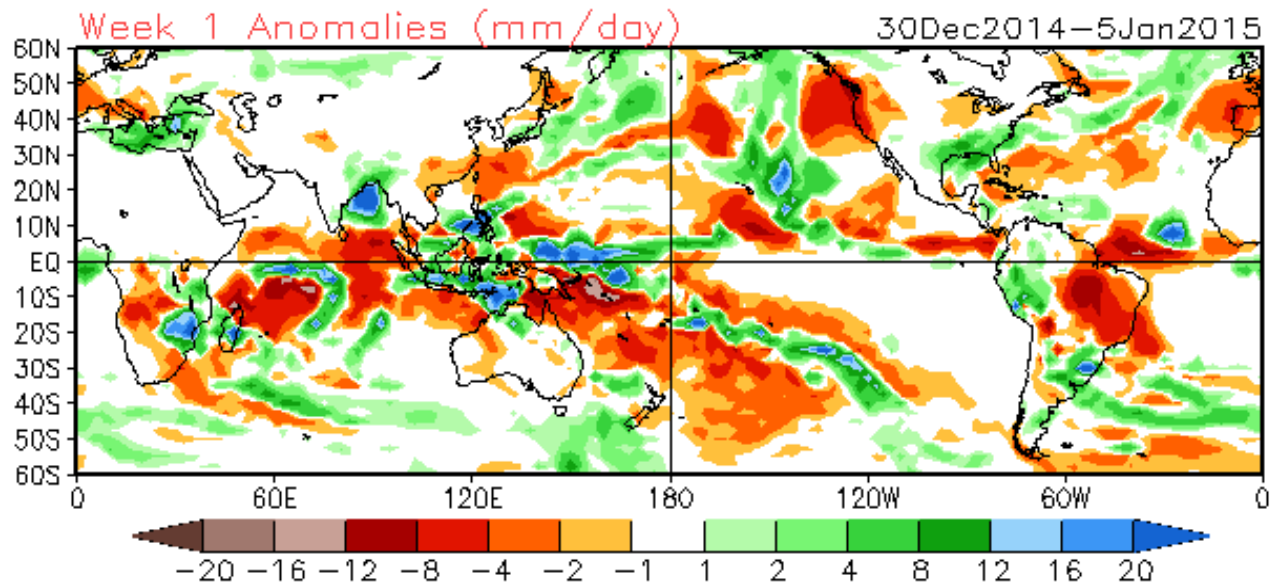 Week 1 Anomalies (mm/day) 30Dec2014-5Jan2015
60N
50N
40N
30N
20N
10N
EQ
10S
20S
30S
40S
50S
60S
0 60E 120E 180 120W 60W 0
-20 -16 -12 -8 -4 -2 -1 1 2 4 8 12 16 20